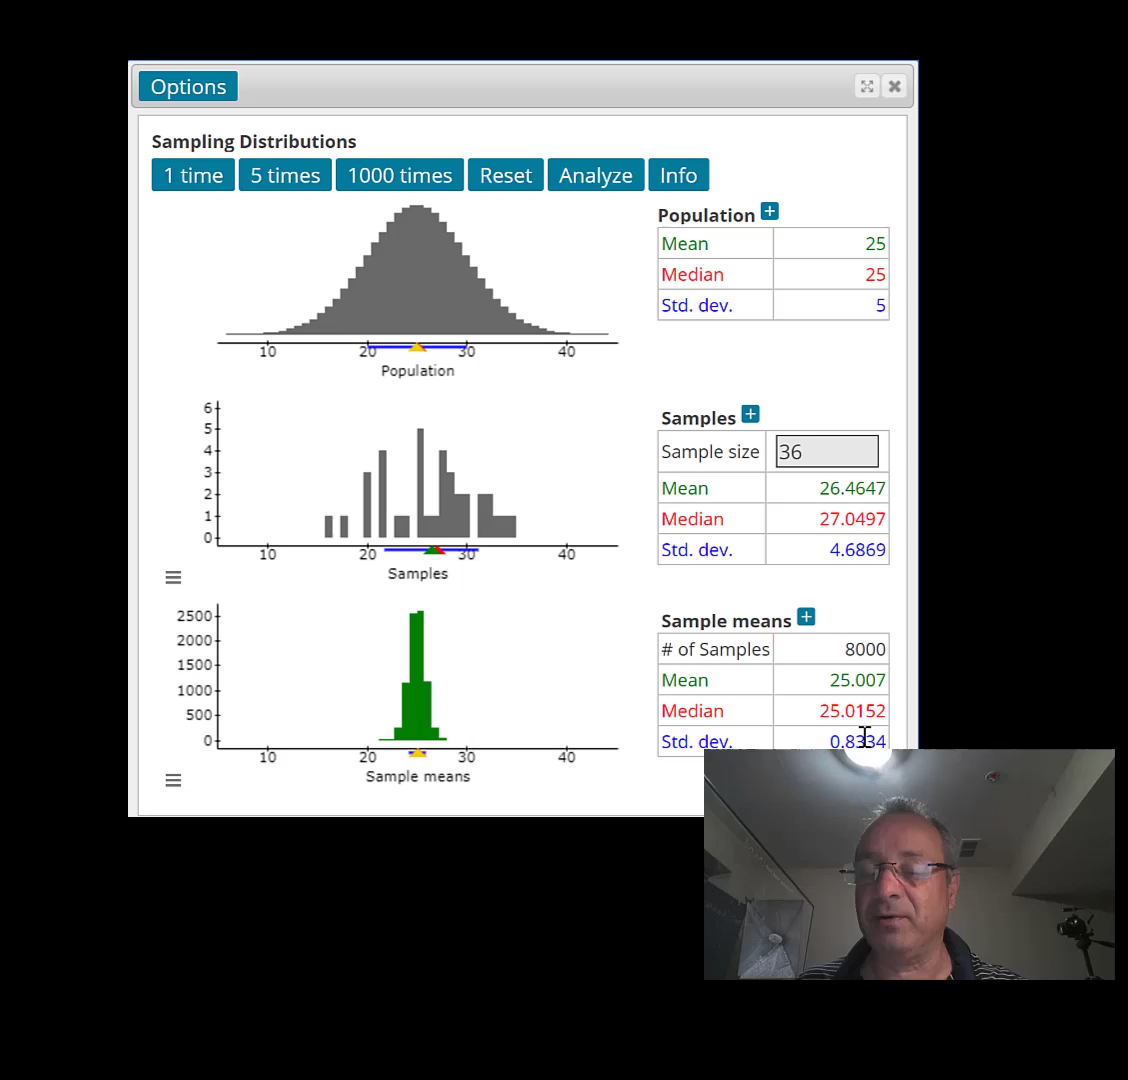 Options
Sampling Distributions
1 time 5 times 1000 times Reset Analyze Info
Population +
Mean 25
Median 25
Std. dev. 5
10 20 30 40
Population
Samples +
Sample size 36
Mean 26.4647
Median 27.0497
Std. dev. 4.6869
6
5
4
3
2
1
0
10 20 30 40
Samples
Sample means +
# of Samples 8000
Mean 25.007
Median 25.0152
Std. dev. 0.8334
2500
2000
1500
1000
500
0
10 20 30 40
Sample means